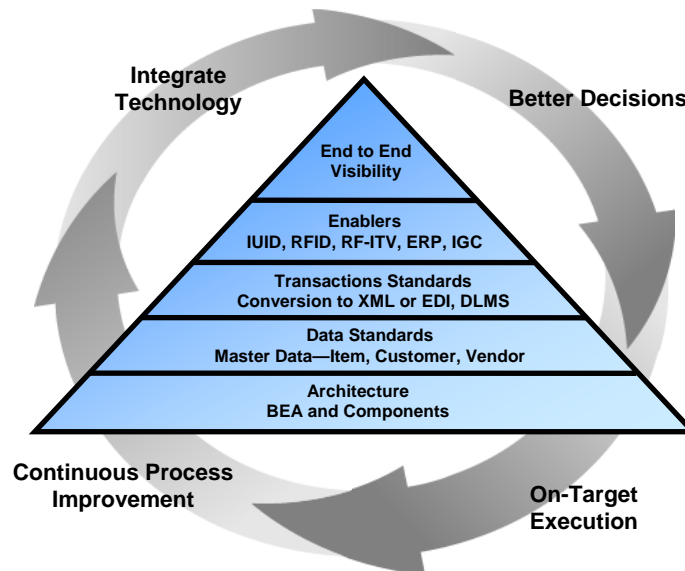 Integrate
Technology
Better Decisions
End to End
Visibility
Enablers
IUID, RFID, RF-ITV, ERP, IGC
Transactions Standards
Conversion to XML or EDI, DLMS
Data Standards
Master Data—Item, Customer, Vendor
Architecture
BEA and Components
Continuous Process
Improvement
On-Target
Execution